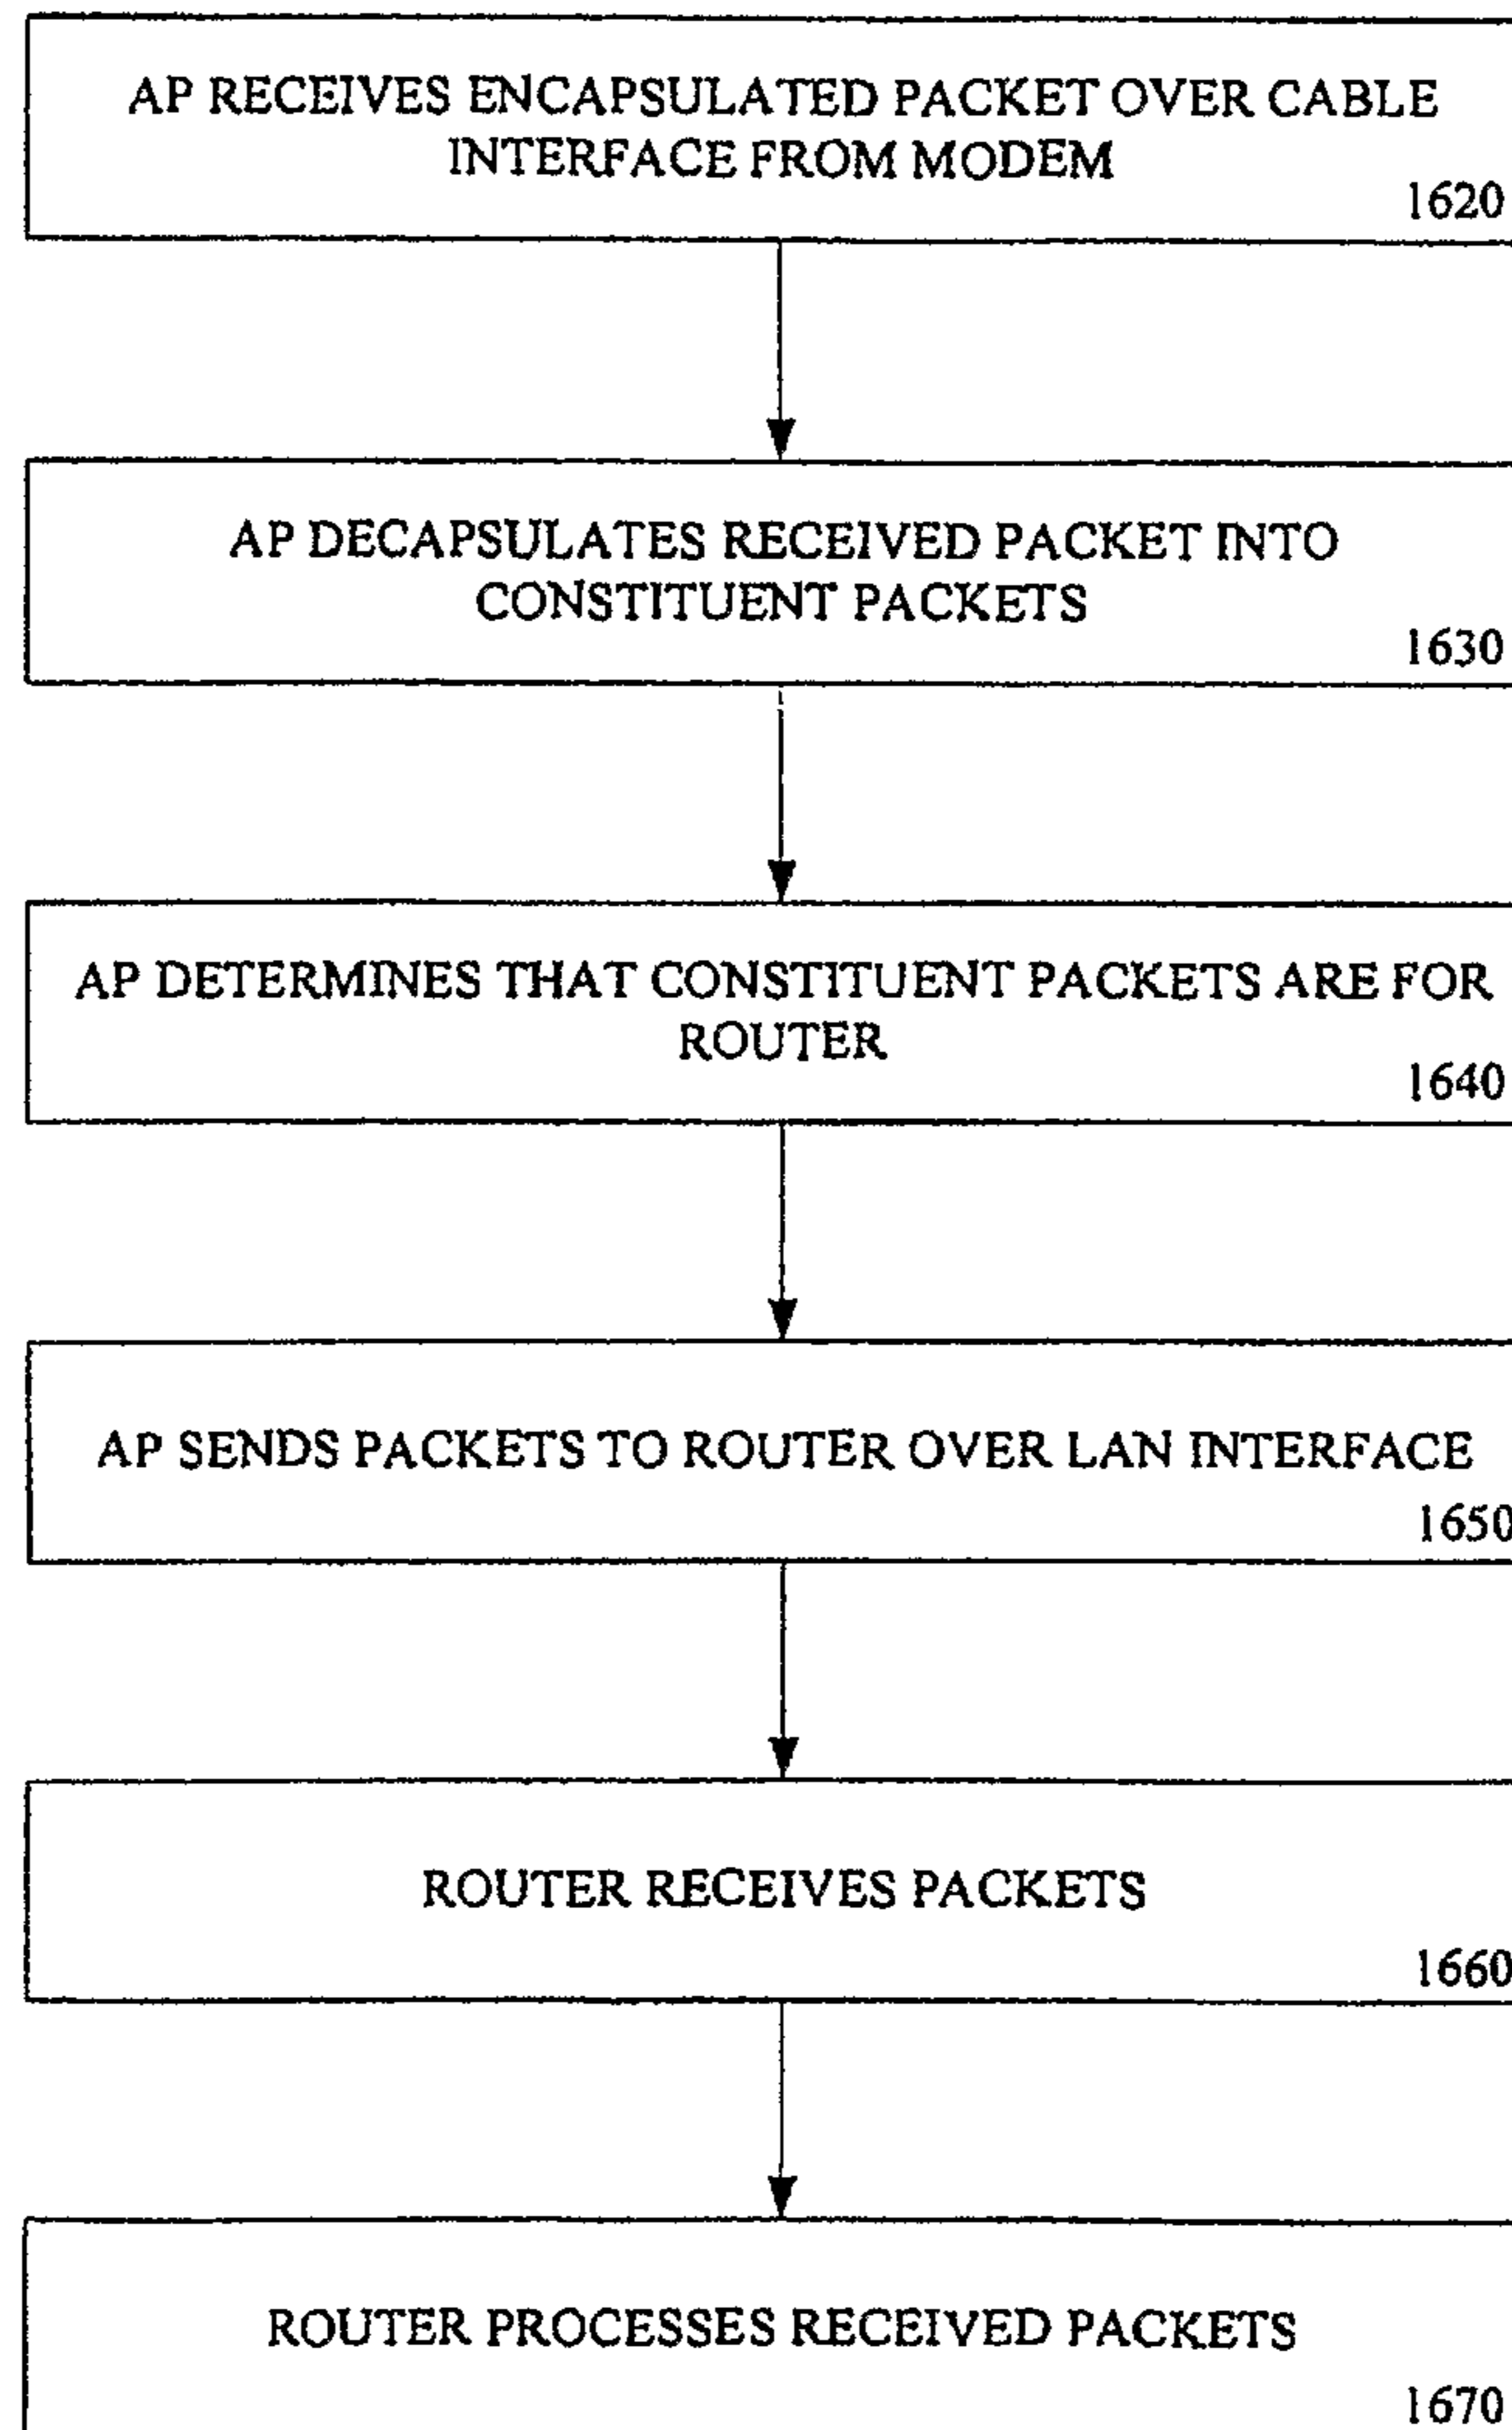 AP RECEIVES ENCAPSULATED PACKET OVER CABLE
INTERFACE FROM MODEM
1620
AP DECAPSULATES RECEIVED PACKET INTO
CONSTITUENT PACKETS
1630
AP DETERMINES THAT CONSTITUENT PACKETS ARE FOR
ROUTER
1640
AP SENDS PACKETS TO ROUTER OVER LAN INTERFACE
1650
ROUTER RECEIVES PACKETS
1660
ROUTER PROCESSES RECEIVED PACKETS
1670